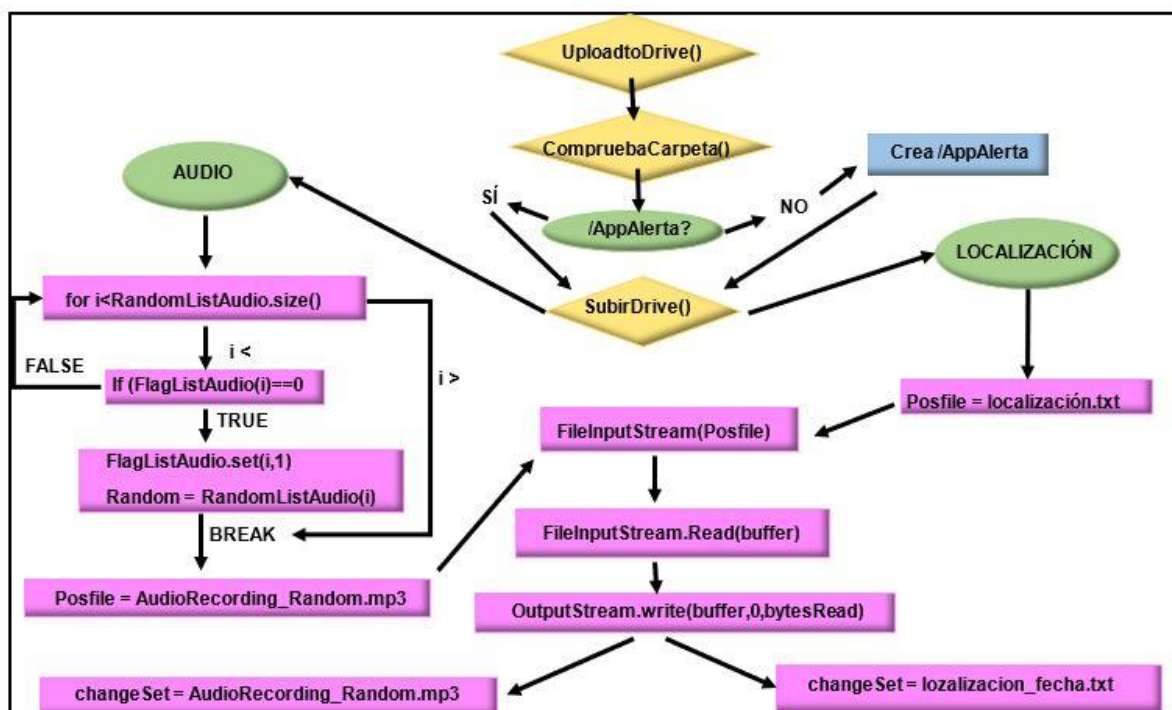 UploadtoDrive()
CompruebaCarpeta()
Crea /AppAlerta
AUDIO
SÍ
NO
/AppAlerta?
LOCALIZACIÓN
for i<RandomListAudio.size()
SubirDrive()
i <
FALSE
i >
If (FlagListAudio(i)==0
Posfile = localización.txt
TRUE
FileInputStream(Posfile)
FlagListAudio.set(i,1)
Random = RandomListAudio(i)
BREAK
FileInputStream.Read(buffer)
Posfile = AudioRecording_Random.mp3
OutputStream.write(buffer,0,bytesRead)
changeSet = AudioRecording_Random.mp3
changeSet = lozalizacion_fecha.txt